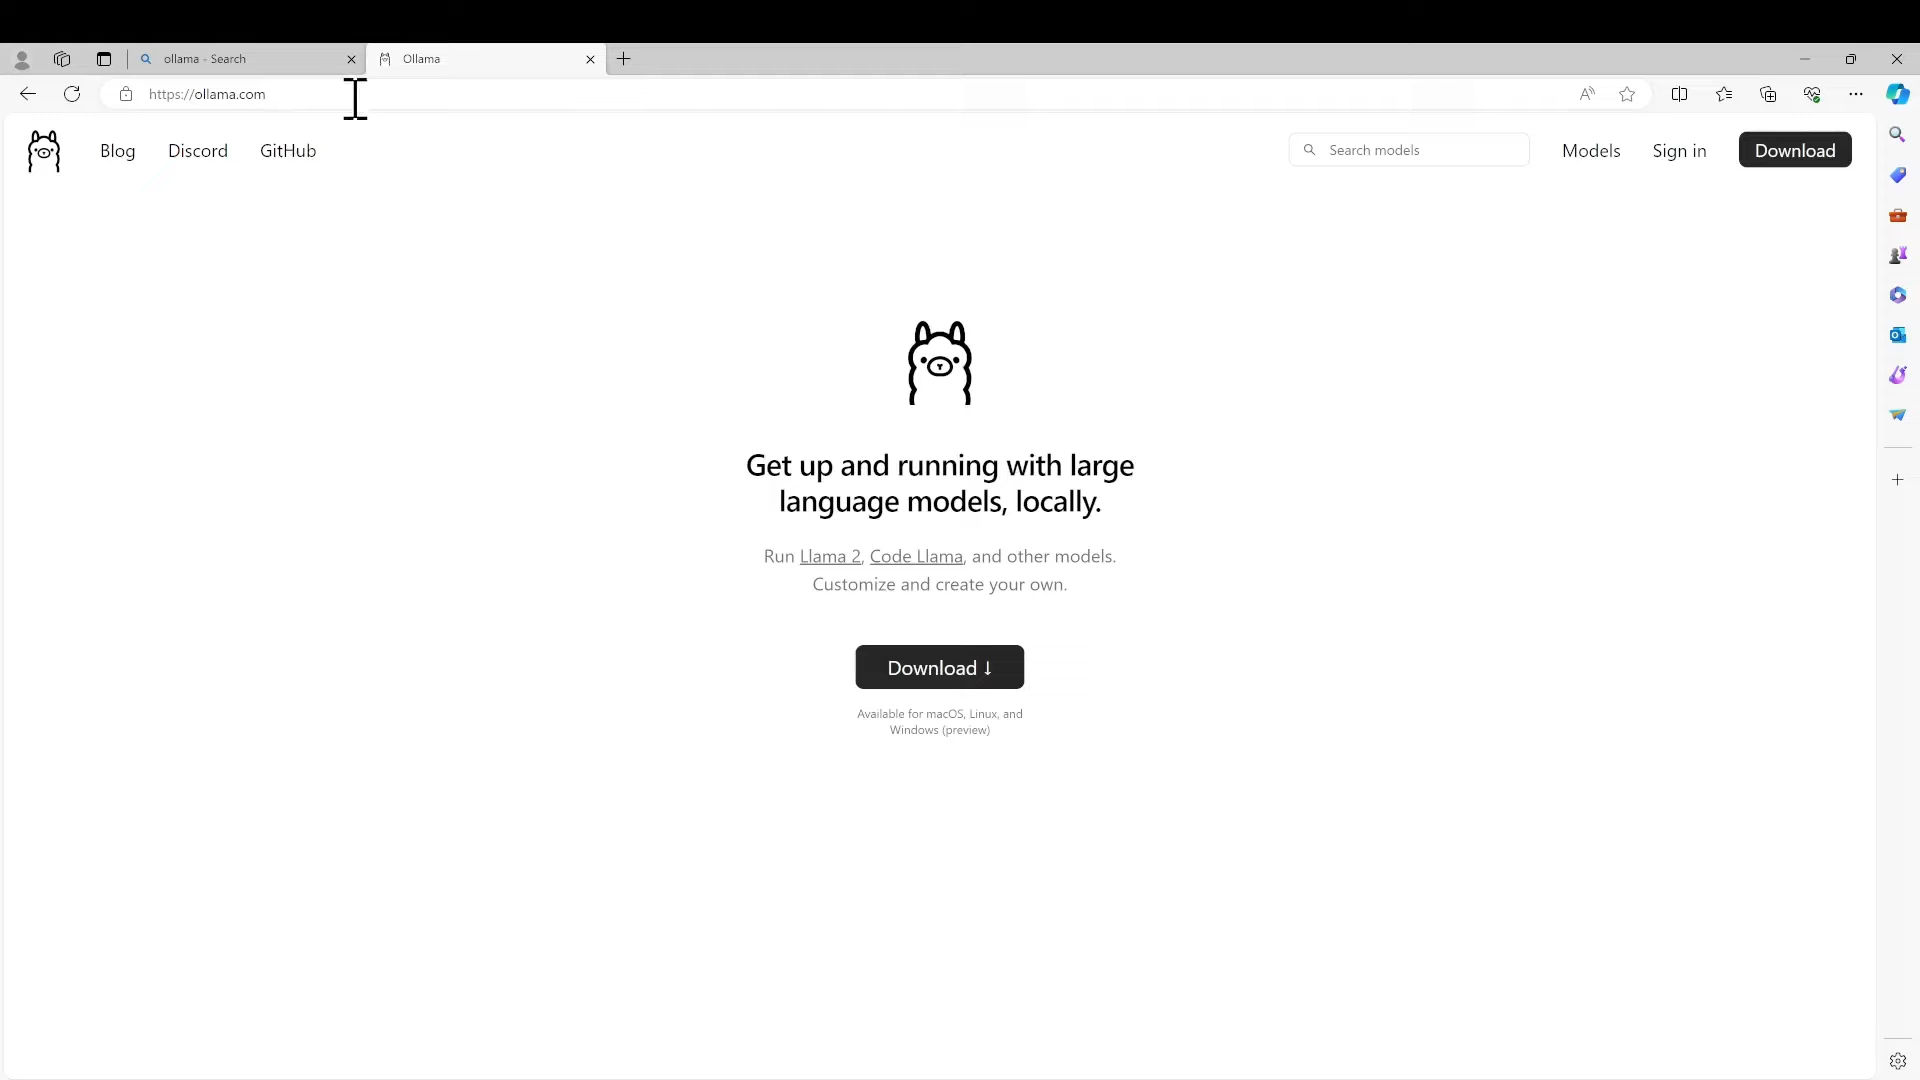 ollama - Search
Ollama
https://ollama.com
Blog
Discord
GitHub
Search models
Models
Sign in
Download
Get up and running with large
language models, locally.
Run Llama 2, Code Llama, and other models.
Customize and create your own.
Download ↓
Available for macOS, Linux, and
Windows (preview)